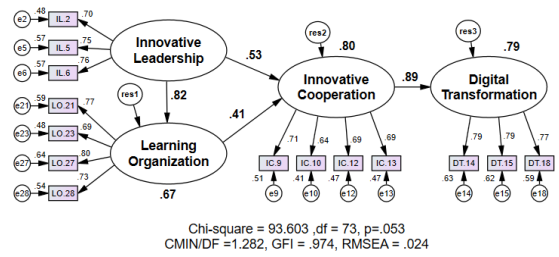 e2 .48 IL.2 .70
e5 .57 IL.5 .75
e6 .57 IL.6 .76
Innovative
Leadership
.53
.82
.41
res1
e21 .59 LO.21 .77
e23 .48 LO.23 .69
e27 .64 LO.27 .80
e28 .54 LO.28 .73
Learning
Organization
.67
res2
.80
Innovative
Cooperation
.89
.71 .64 .69 .69
IC.9 IC.10 IC.12 IC.13
.51 .41 .47 .47
e9 e10 e12 e13
res3
.79
Digital
Transformation
.79 .79 .77
DT.14 DT.15 DT.18
.63 .62 .59
e14 e15 e18
Chi-square = 93.603 ,df = 73, p=.053
CMIN/DF =1.282, GFI = .974, RMSEA = .024